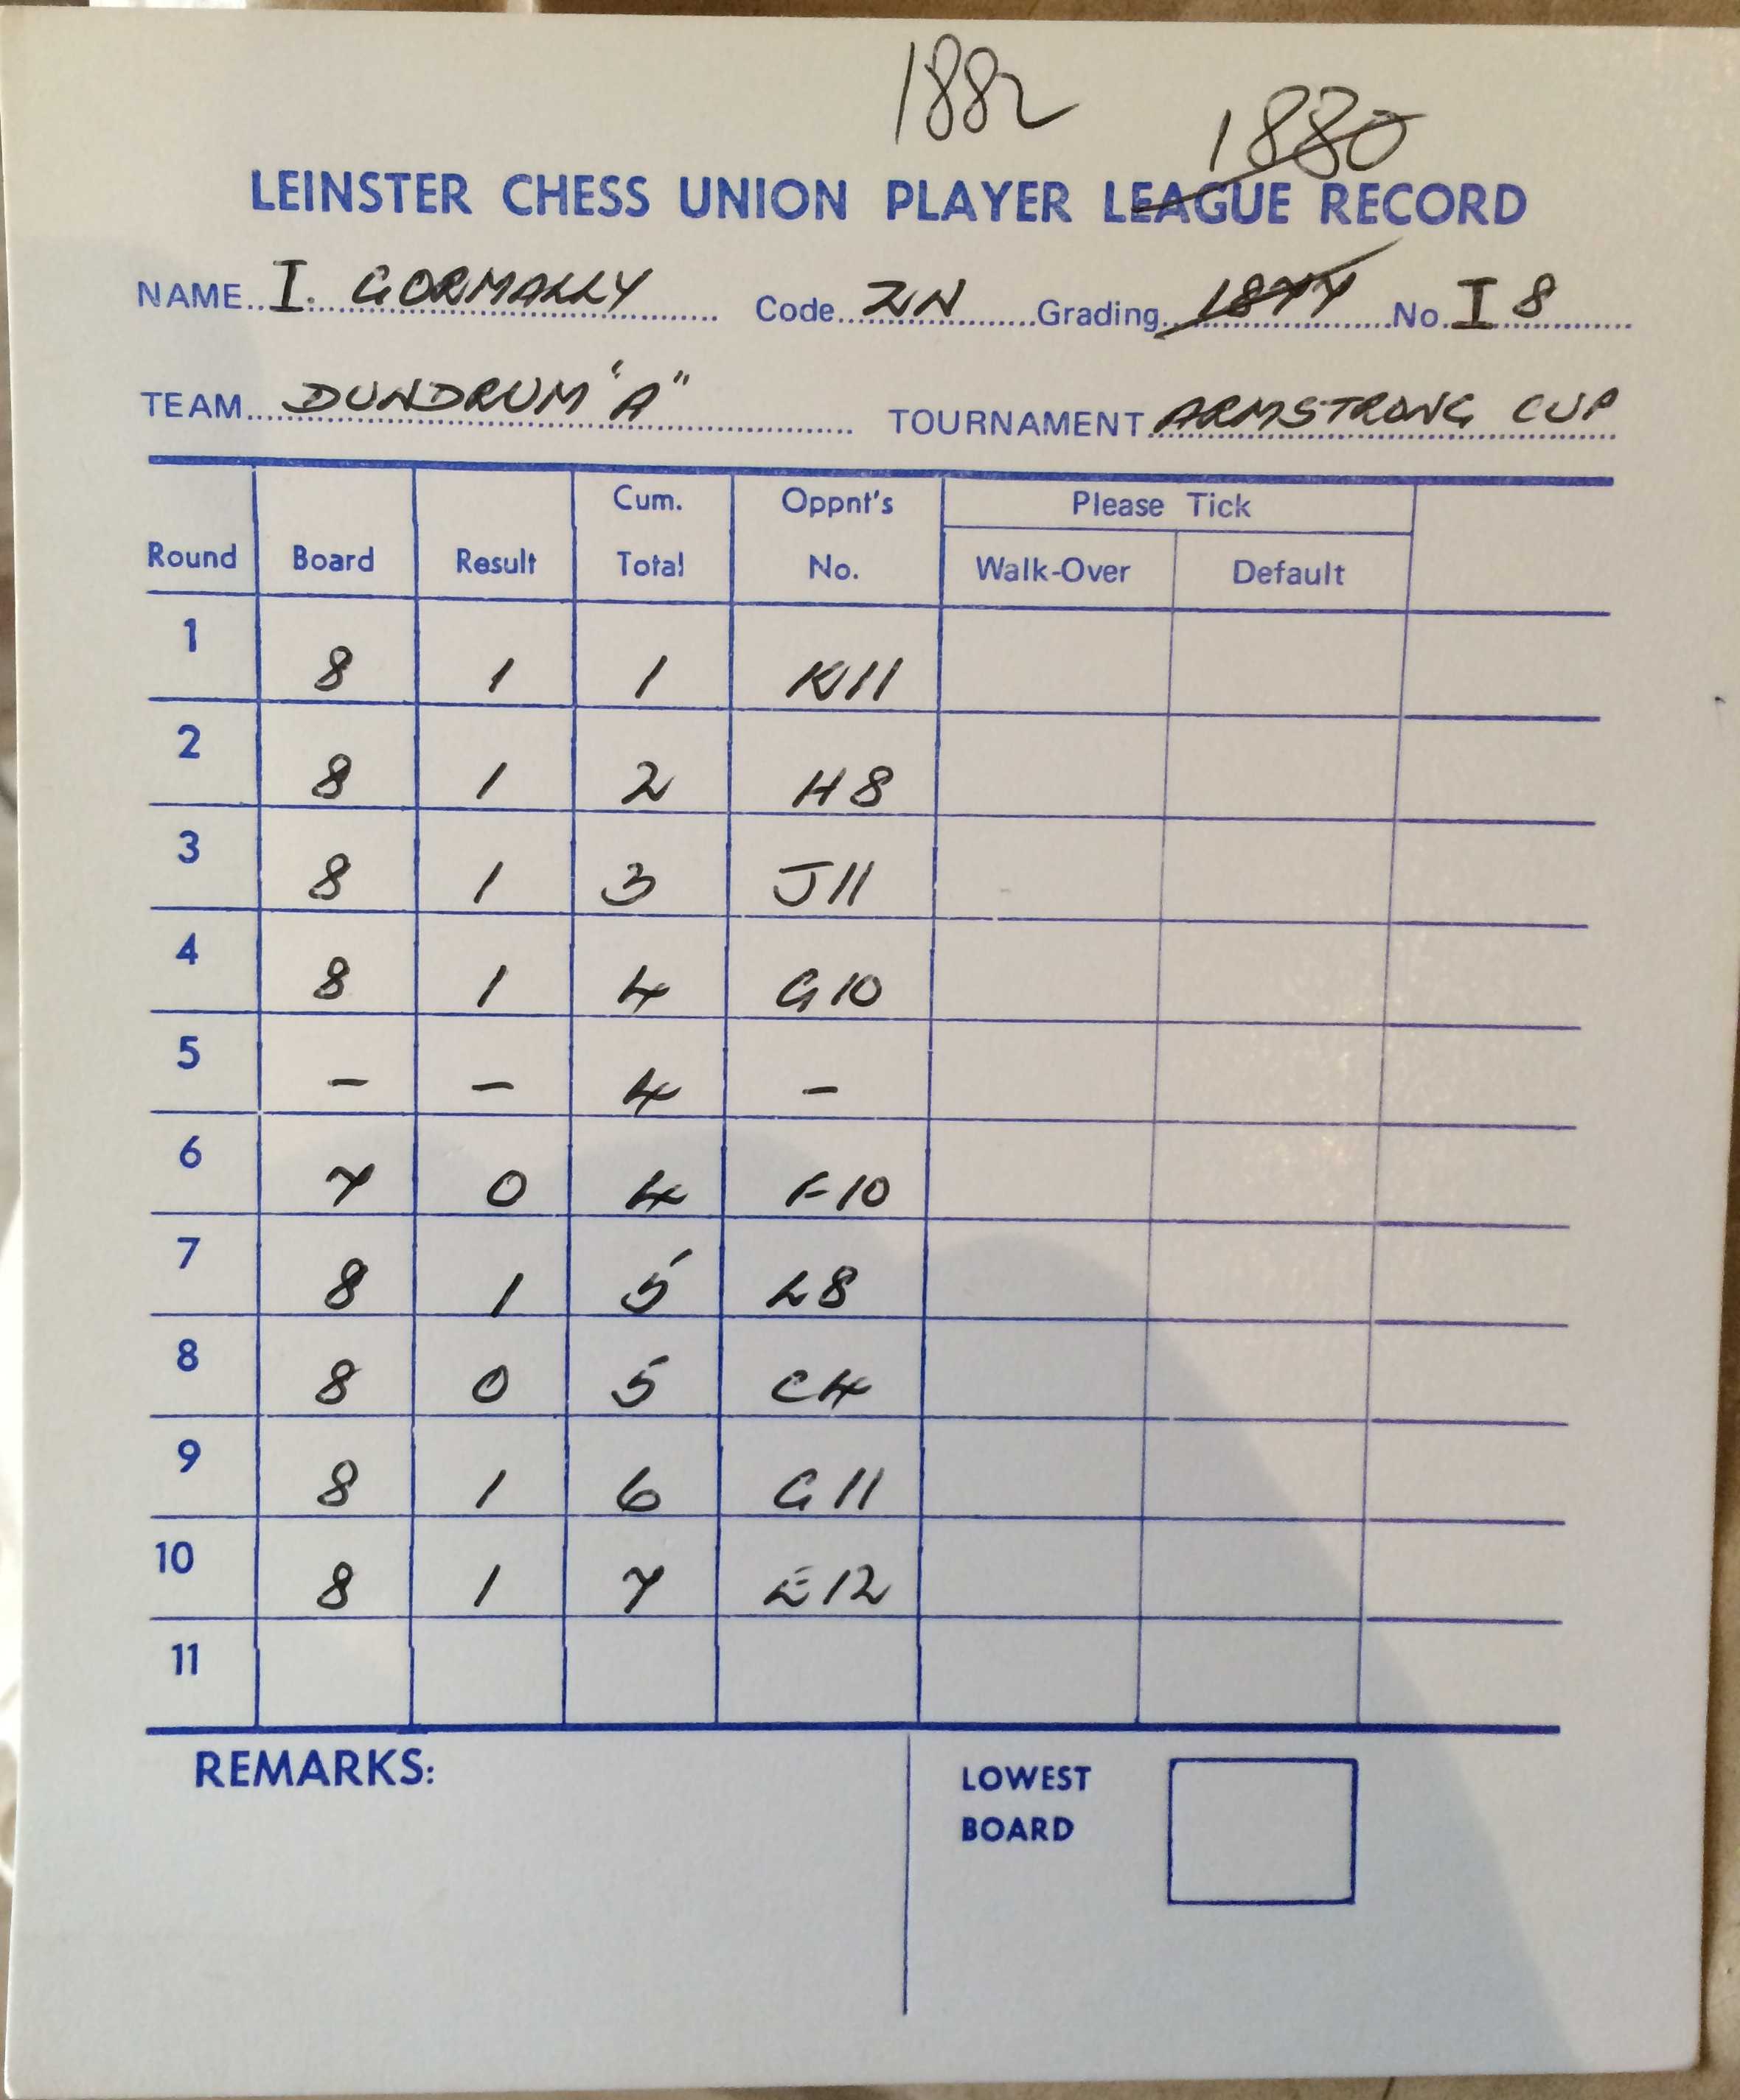 1882
1880
LEINSTER CHESS UNION PLAYER LEAGUE RECORD
NAME I. GORMALLY Code ZN Grading 1877 No. I 8
TEAM DUNDRUM "A" TOURNAMENT ARMSTRONG CUP
Cum. Oppnt's Please Tick
Round Board Result Total No. Walk-Over Default
1 8 1 1 K11
2 8 1 2 H8
3 8 1 3 J11
4 8 1 4 G10
5 – – 4 –
6 7 0 4 F10
7 8 1 5 L8
8 8 0 5 C4
9 8 1 6 G11
10 8 1 7 E12
11
REMARKS: LOWEST
BOARD